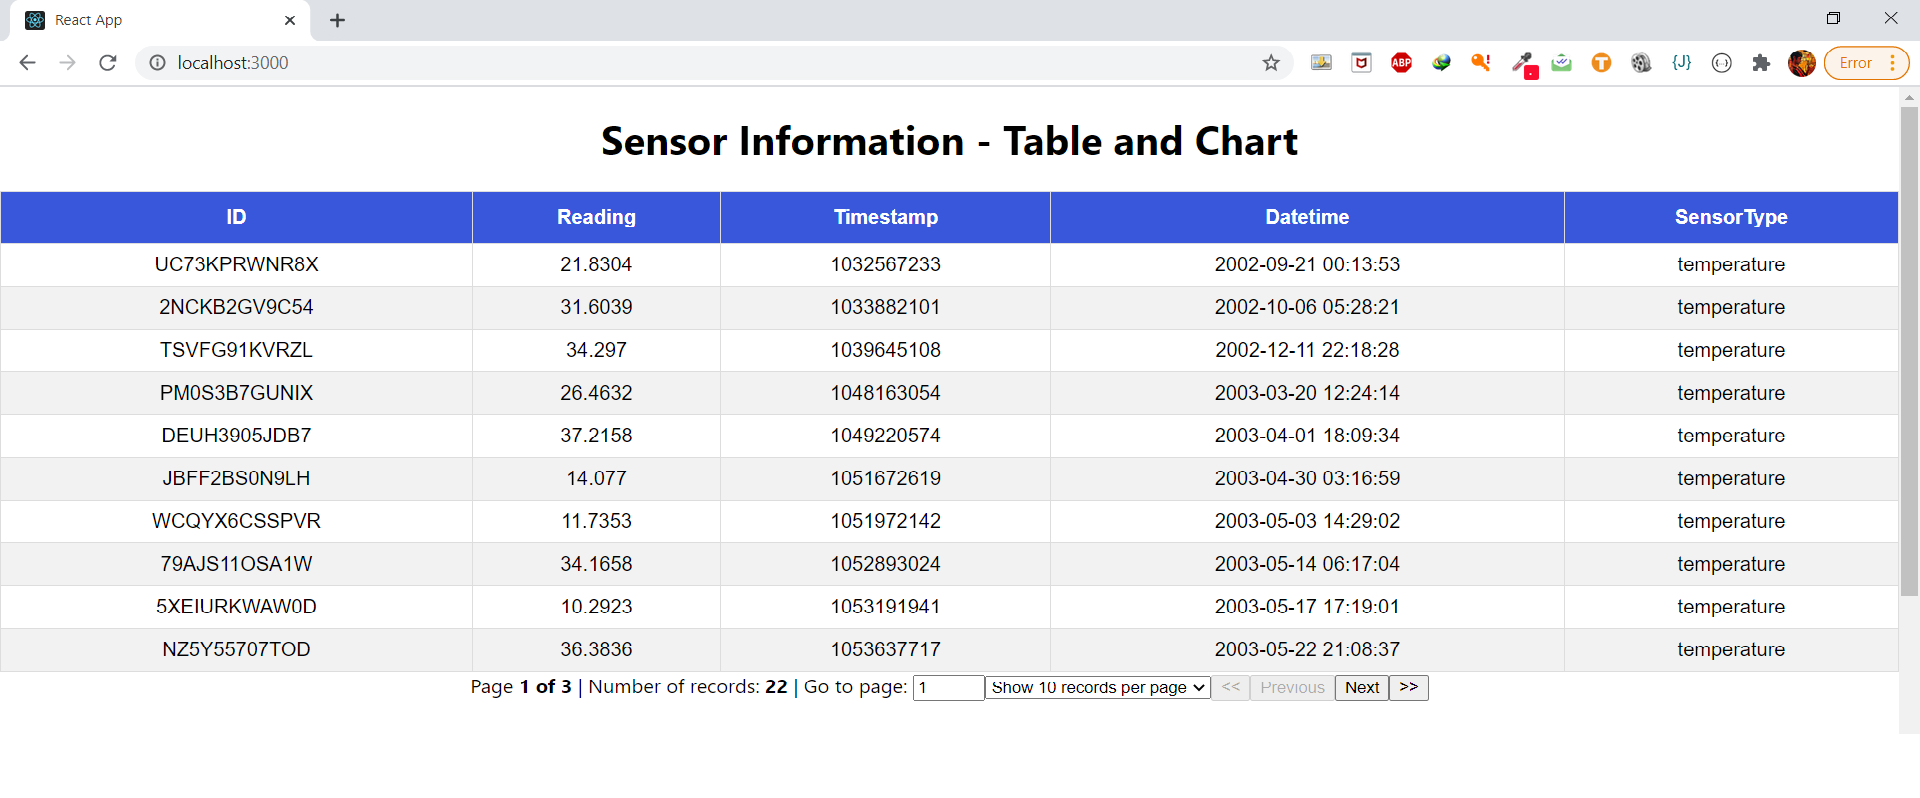 React App
localhost:3000
ABP
T
{J}
Error
Sensor Information - Table and Chart
ID Reading Timestamp Datetime SensorType
UC73KPRWNR8X 21.8304 1032567233 2002-09-21 00:13:53 temperature
2NCKB2GV9C54 31.6039 1033882101 2002-10-06 05:28:21 temperature
TSVFG91KVRZL 34.297 1039645108 2002-12-11 22:18:28 temperature
PM0S3B7GUNIX 26.4632 1048163054 2003-03-20 12:24:14 temperature
DEUH3905JDB7 37.2158 1049220574 2003-04-01 18:09:34 temperature
JBFF2BS0N9LH 14.077 1051672619 2003-04-30 03:16:59 temperature
WCQYX6CSSPVR 11.7353 1051972142 2003-05-03 14:29:02 temperature
79AJS11OSA1W 34.1658 1052893024 2003-05-14 06:17:04 temperature
5XEIURKWAW0D 10.2923 1053191941 2003-05-17 17:19:01 temperature
NZ5Y55707TOD 36.3836 1053637717 2003-05-22 21:08:37 temperature
Page 1 of 3 | Number of records: 22 | Go to page: 1 Show 10 records per page << Previous Next >>